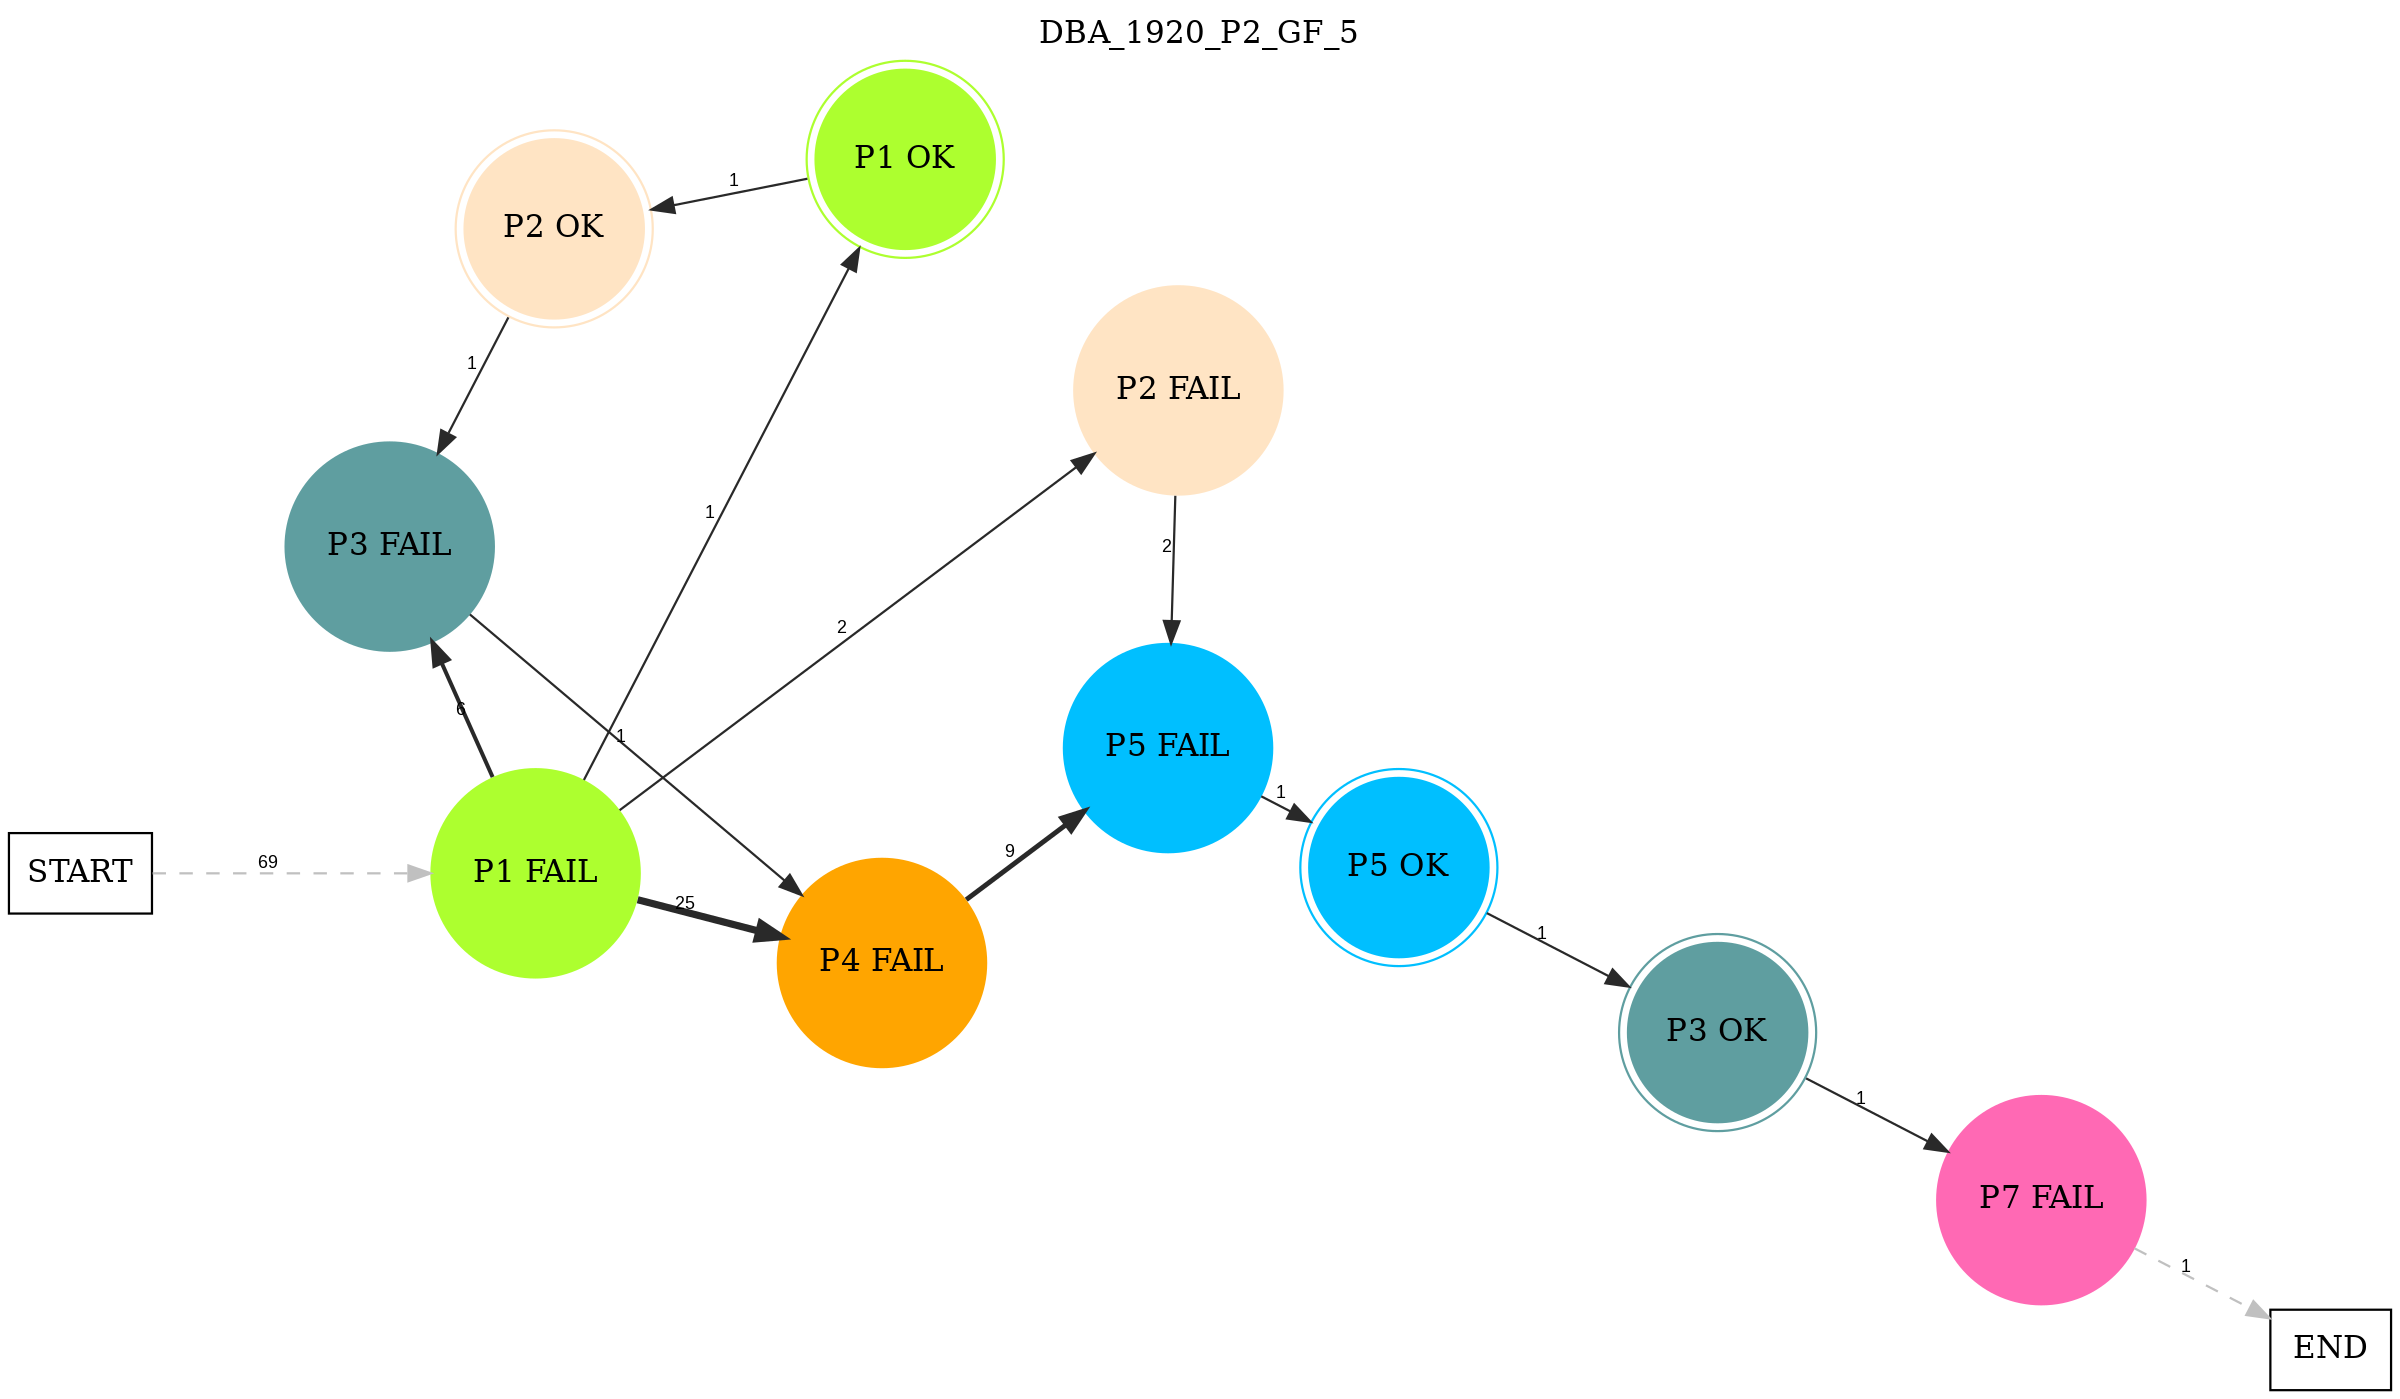 DBA_1920_P2_GF_5
P1 OK
1
P2 OK
1
P2 FAIL
1
2
P3 FAIL
2
6
1
P5 FAIL
1
9
69
START
P1 FAIL
25
P5 OK
1
P4 FAIL
P3 OK
1
P7 FAIL
1
END